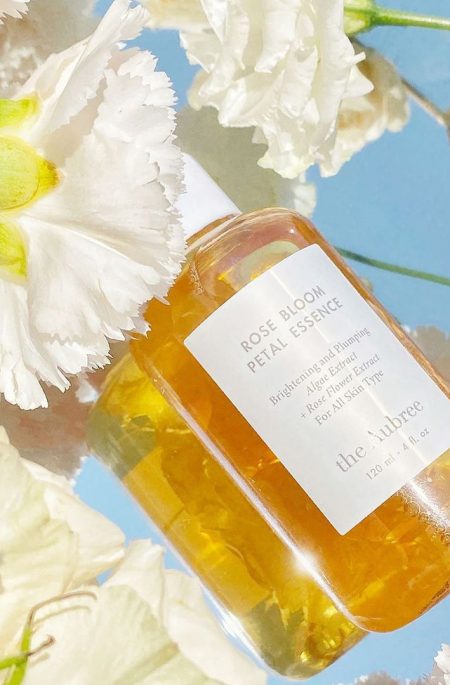 ROSE BLOOM
PETAL ESSENCE
Brightening and Plumping
Algae Extract
+ Rose Flower Extract
For All Skin Type
the Aubree
120 ml - 4 fl. oz